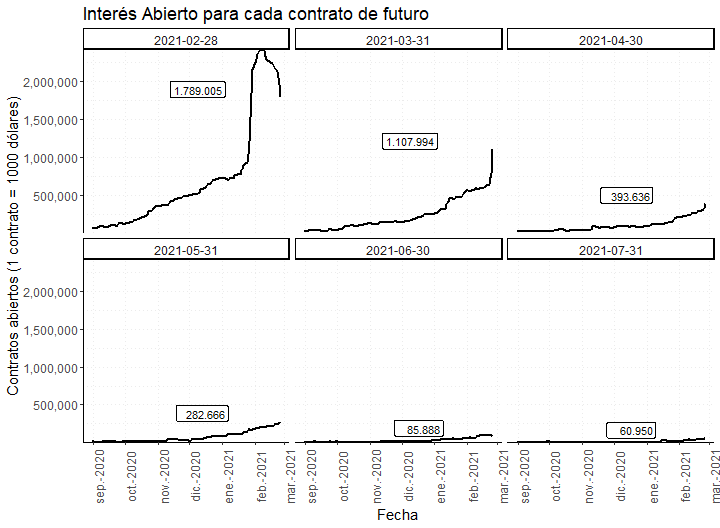 Interés Abierto para cada contrato de futuro
2021-02-28 2021-03-31 2021-04-30
2,000,000
1,500,000
1,000,000
500,000
1.789.005
1.107.994
393.636
2021-05-31 2021-06-30 2021-07-31
2,000,000
1,500,000
1,000,000
500,000
282.666
85.888
60.950
Contratos abiertos (1 contrato = 1000 dólares)
sep.-2020 oct.-2020 nov.-2020 dic.-2020 ene.-2021 feb.-2021 mar.-2021
sep.-2020 oct.-2020 nov.-2020 dic.-2020 ene.-2021 feb.-2021 mar.-2021
sep.-2020 oct.-2020 nov.-2020 dic.-2020 ene.-2021 feb.-2021 mar.-2021
Fecha